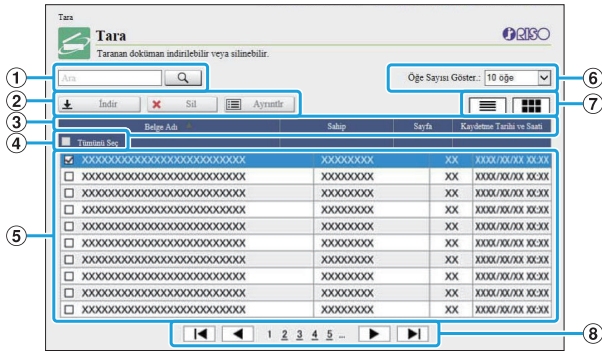 Tara
Tara
RISO
Taranan doküman indirilebilir veya silinebilir.
1 Ara Öğe Sayısı Göster.: 10 öğe 6
2 İndir Sil Ayrıntlr 7
3 Belge Adı Sahip Sayfa Kaydetme Tarihi ve Saati
4 Tümünü Seç
XXXXXXXXXXXXXXXXXXXXXXXXX XXXXXXXX XX XXXX/XX/XX XX:XX
XXXXXXXXXXXXXXXXXXXXXXXXX XXXXXXXX XX XXXX/XX/XX XX:XX
XXXXXXXXXXXXXXXXXXXXXXXXX XXXXXXXX XX XXXX/XX/XX XX:XX
XXXXXXXXXXXXXXXXXXXXXXXXX XXXXXXXX XX XXXX/XX/XX XX:XX
XXXXXXXXXXXXXXXXXXXXXXXXX XXXXXXXX XX XXXX/XX/XX XX:XX
5 XXXXXXXXXXXXXXXXXXXXXXXXX XXXXXXXX XX XXXX/XX/XX XX:XX
XXXXXXXXXXXXXXXXXXXXXXXXX XXXXXXXX XX XXXX/XX/XX XX:XX
XXXXXXXXXXXXXXXXXXXXXXXXX XXXXXXXX XX XXXX/XX/XX XX:XX
XXXXXXXXXXXXXXXXXXXXXXXXX XXXXXXXX XX XXXX/XX/XX XX:XX
XXXXXXXXXXXXXXXXXXXXXXXXX XXXXXXXX XX XXXX/XX/XX XX:XX
1 2 3 4 5 ... 8